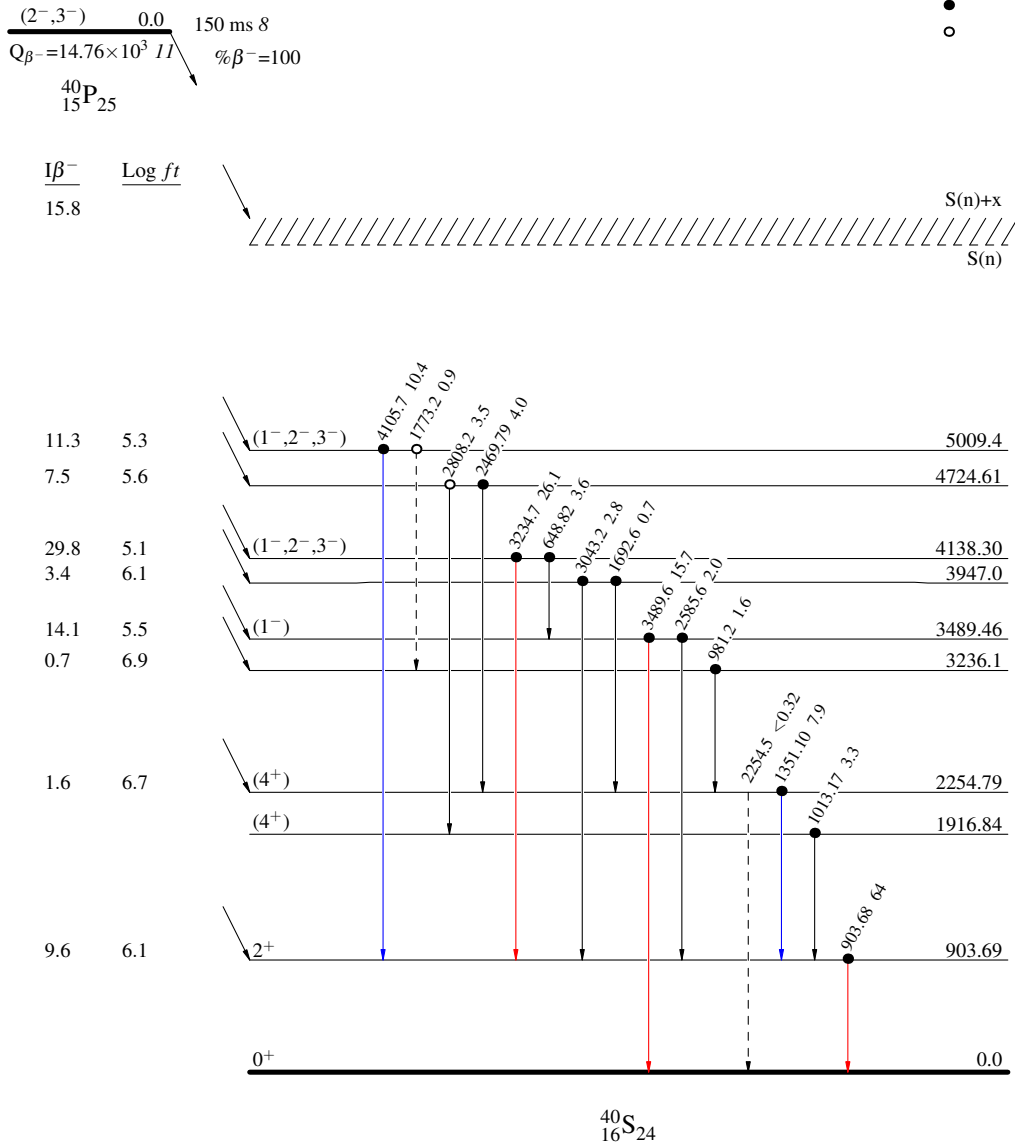 (2⁻,3⁻) 0.0 150 ms 8
Qβ⁻=14.76×10³ 11 %β⁻=100
⁴⁰₁₅P₂₅
Iβ⁻ Log ft
15.8 S(n)+x
S(n)
4105.7 10.4
1773.2 0.9
2808.2 3.5
2469.79 4.0
3234.7 26.1
648.82 3.6
3043.2 2.8
1692.6 0.7
3489.6 15.7
2585.6 2.0
981.2 1.6
2254.5 <0.32
1351.10 7.9
1013.17 3.3
903.68 64
11.3 5.3 (1⁻,2⁻,3⁻) 5009.4
7.5 5.6 4724.61
29.8 5.1 (1⁻,2⁻,3⁻) 4138.30
3.4 6.1 3947.0
14.1 5.5 (1⁻) 3489.46
0.7 6.9 3236.1
1.6 6.7 (4⁺) 2254.79
(4⁺) 1916.84
9.6 6.1 2⁺ 903.69
0⁺ 0.0
⁴⁰₁₆S₂₄